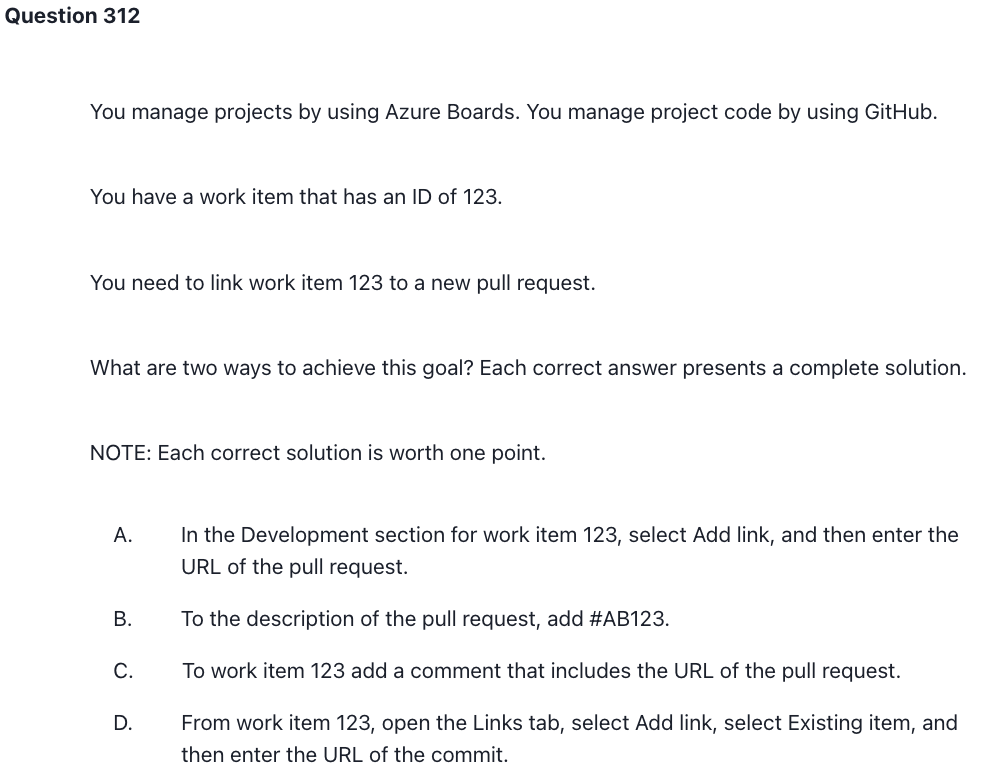 Question 312
You manage projects by using Azure Boards. You manage project code by using GitHub.
You have a work item that has an ID of 123.
You need to link work item 123 to a new pull request.
What are two ways to achieve this goal? Each correct answer presents a complete solution.
NOTE: Each correct solution is worth one point.
A. In the Development section for work item 123, select Add link, and then enter the
URL of the pull request.
B. To the description of the pull request, add #AB123.
C. To work item 123 add a comment that includes the URL of the pull request.
D. From work item 123, open the Links tab, select Add link, select Existing item, and
then enter the URL of the commit.